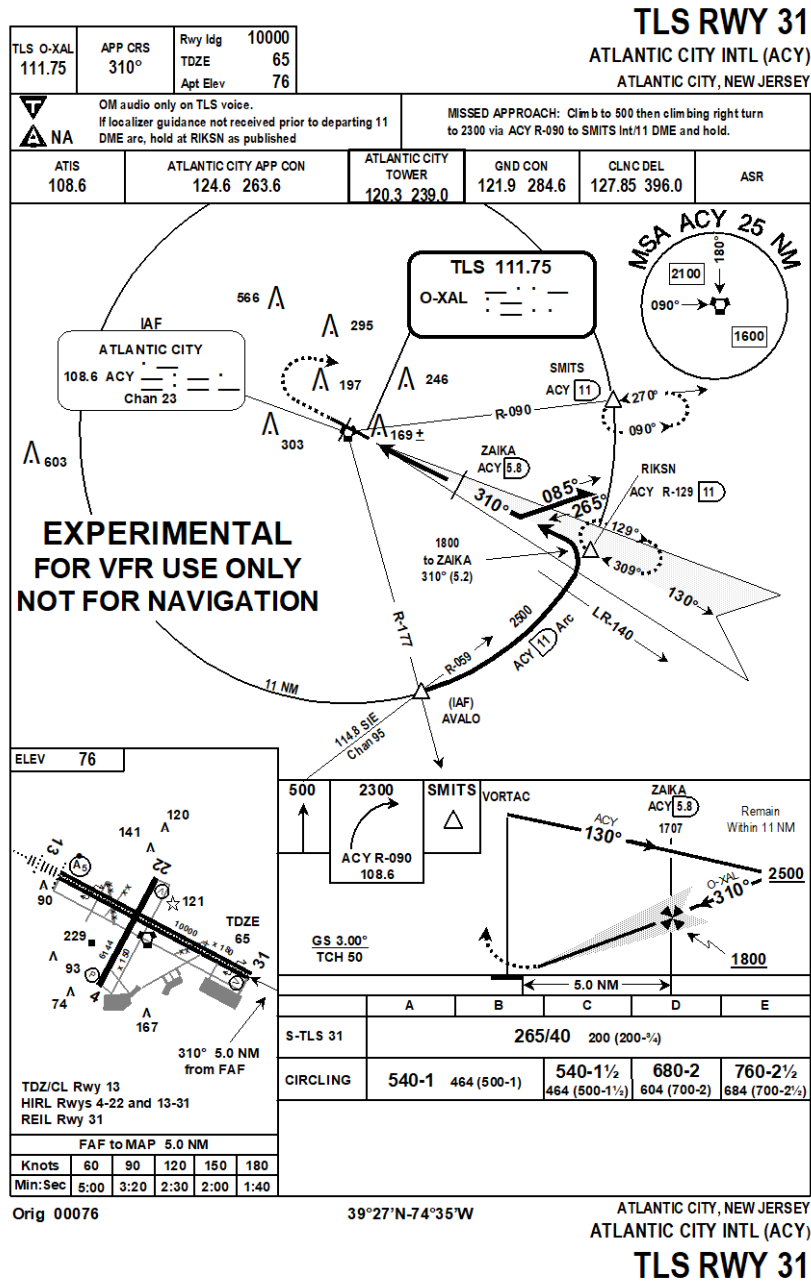 TLS RWY 31
ATLANTIC CITY INTL (ACY)
ATLANTIC CITY, NEW JERSEY
TLS O-XAL
111.75
APP CRS
310°
Rwy ldg 10000
TDZE 65
Apt Elev 76
T
A NA
OM audio only on TLS voice.
If localizer guidance not received prior to departing 11
DME arc, hold at RIKSN as published
MISSED APPROACH: Climb to 500 then climbing right turn
to 2300 via ACY R-090 to SMITS Int/11 DME and hold.
ATIS
108.6
ATLANTIC CITY APP CON
124.6 263.6
ATLANTIC CITY
TOWER
120.3 239.0
GND CON
121.9 284.6
CLNC DEL
127.85 396.0
ASR
MSA ACY 25 NM
180°
2100
090°
1600
TLS 111.75
O-XAL
566
295
IAF
ATLANTIC CITY
108.6 ACY
Chan 23
197
246
303
169 ±
603
SMITS
ACY 11
270°
090°
R-090
ZAIKA
ACY 5.8
RIKSN
ACY R-129 11
310°
085°
265°
129°
309°
130°
1800
to ZAIKA
310° (5.2)
EXPERIMENTAL
FOR VFR USE ONLY
NOT FOR NAVIGATION
R-177
LR-140
2500
ACY 11 Arc
R-059
11 NM
(IAF)
AVALO
114.8 SIE
Chan 95
ELEV 76
13
A5
141
120
22
V
121
90
TDZE
65
10000 x 180
229
6144 x 150
31
93
P
4
V
74
167
310° 5.0 NM
from FAF
TDZ/CL Rwy 13
HIRL Rwys 4-22 and 13-31
REIL Rwy 31
FAF to MAP 5.0 NM
Knots 60 90 120 150 180
Min:Sec 5:00 3:20 2:30 2:00 1:40
500
2300
ACY R-090
108.6
SMITS
VORTAC
ACY
130°
ZAIKA
ACY 5.8
1707
Remain
Within 11 NM
2500
O-XAL
310°
1800
GS 3.00°
TCH 50
5.0 NM
A B C D E
S-TLS 31 265/40 200 (200-¾)
CIRCLING
540-1 464 (500-1)
540-1½
464 (500-1½)
680-2
604 (700-2)
760-2½
684 (700-2½)
Orig 00076
39°27'N-74°35'W
ATLANTIC CITY, NEW JERSEY
ATLANTIC CITY INTL (ACY)
TLS RWY 31